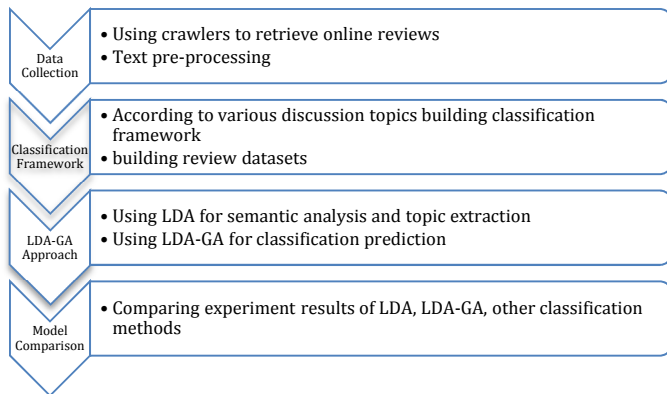 Data
Collection
• Using crawlers to retrieve online reviews
• Text pre-processing
Classification
Framework
• According to various discussion topics building classification
framework
• building review datasets
LDA-GA
Approach
• Using LDA for semantic analysis and topic extraction
• Using LDA-GA for classification prediction
Model
Comparison
• Comparing experiment results of LDA, LDA-GA, other classification
methods